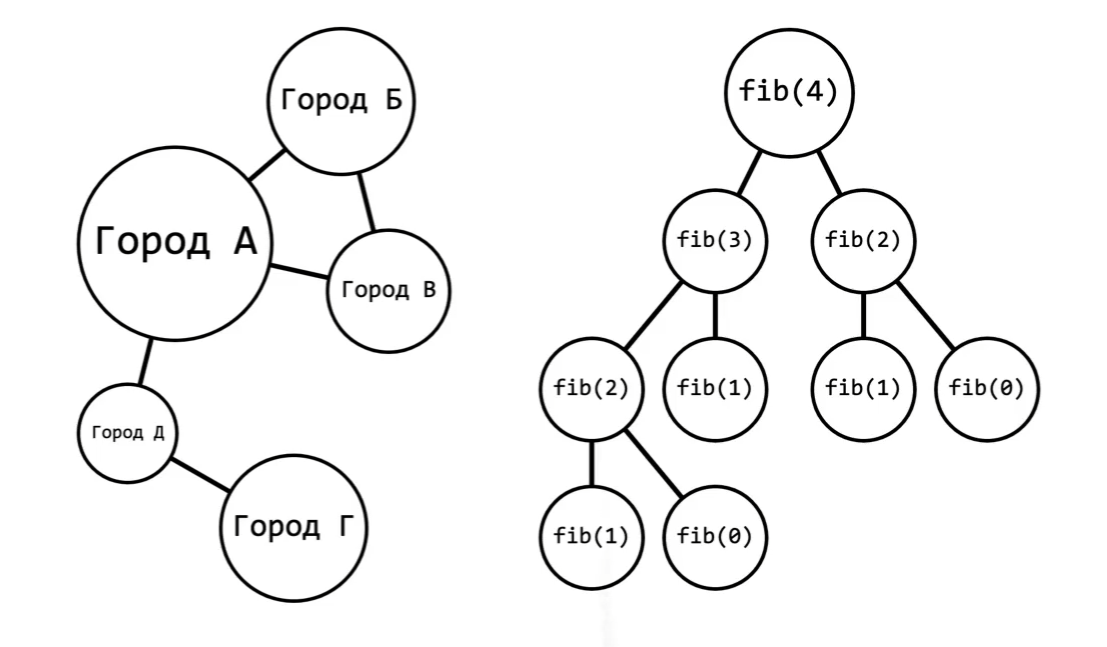 Город Б
Город А
Город В
Город Д
Город Г
fib(4)
fib(3)
fib(2)
fib(2)
fib(1)
fib(1)
fib(0)
fib(1)
fib(0)